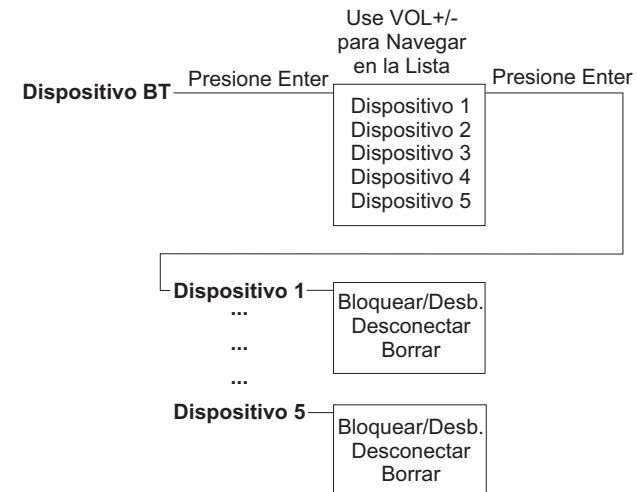 Use VOL+/-
para Navegar
en la Lista
Dispositivo BT
Presione Enter
Presione Enter
Dispositivo 1
Dispositivo 2
Dispositivo 3
Dispositivo 4
Dispositivo 5
Dispositivo 1
Bloquear/Desb.
Desconectar
Borrar
...
...
...
Dispositivo 5
Bloquear/Desb.
Desconectar
Borrar